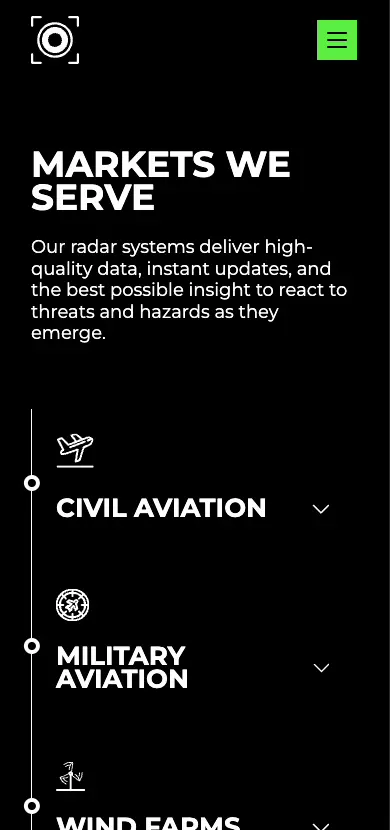 MARKETS WE
SERVE
Our radar systems deliver high-
quality data, instant updates, and
the best possible insight to react to
threats and hazards as they
emerge.
CIVIL AVIATION
MILITARY
AVIATION
WIND FARMS